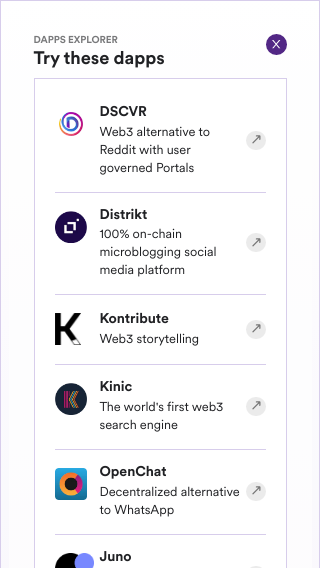 DAPPS EXPLORER
Try these dapps
X
DSCVR
Web3 alternative to
Reddit with user
governed Portals
Distrikt
100% on-chain
microblogging social
media platform
Kontribute
Web3 storytelling
Kinic
The world's first web3
search engine
OpenChat
Decentralized alternative
to WhatsApp
Juno